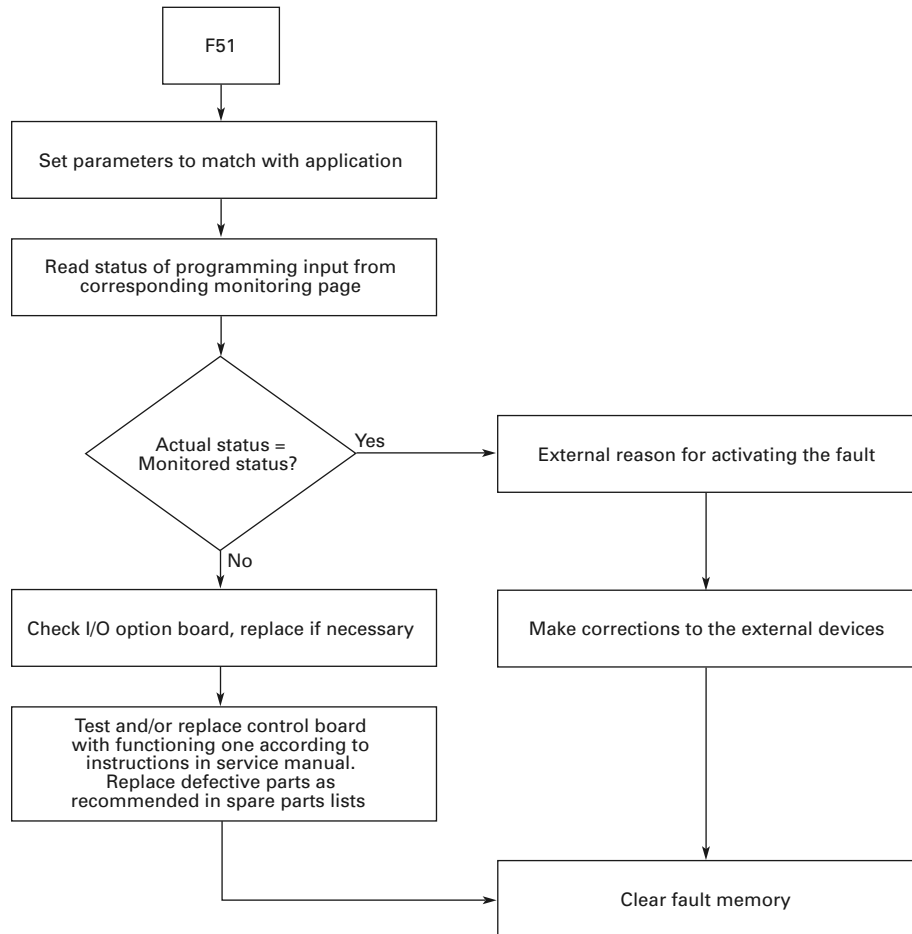 F51
Set parameters to match with application
Read status of programming input from
corresponding monitoring page
Actual status =
Monitored status?
Yes
External reason for activating the fault
No
Check I/O option board, replace if necessary
Make corrections to the external devices
Test and/or replace control board
with functioning one according to
instructions in service manual.
Replace defective parts as
recommended in spare parts lists
Clear fault memory